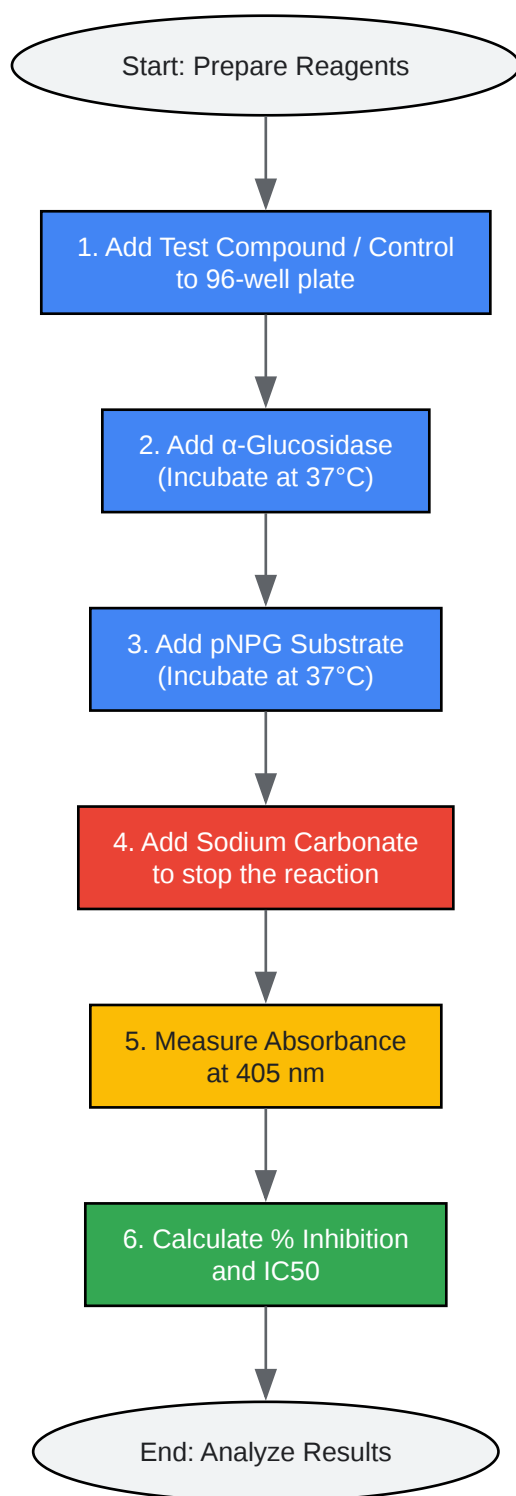 Start: Prepare Reagents
1. Add Test Compound / Control
to 96-well plate
2. Add α-Glucosidase
(Incubate at 37°C)
3. Add pNPG Substrate
(Incubate at 37°C)
4. Add Sodium Carbonate
to stop the reaction
5. Measure Absorbance
at 405 nm
6. Calculate % Inhibition
and IC50
End: Analyze Results